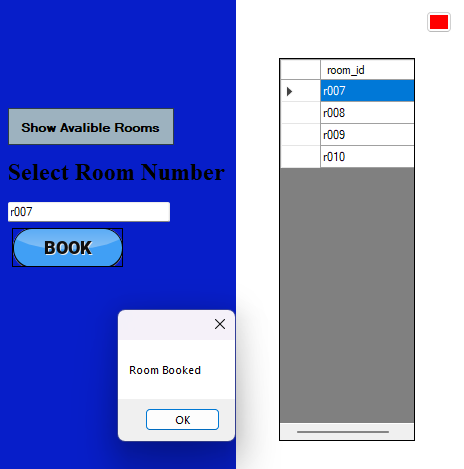 Show Avalible Rooms
Select Room Number
r007
BOOK
Room Booked
OK
room_id
r007
r008
r009
r010